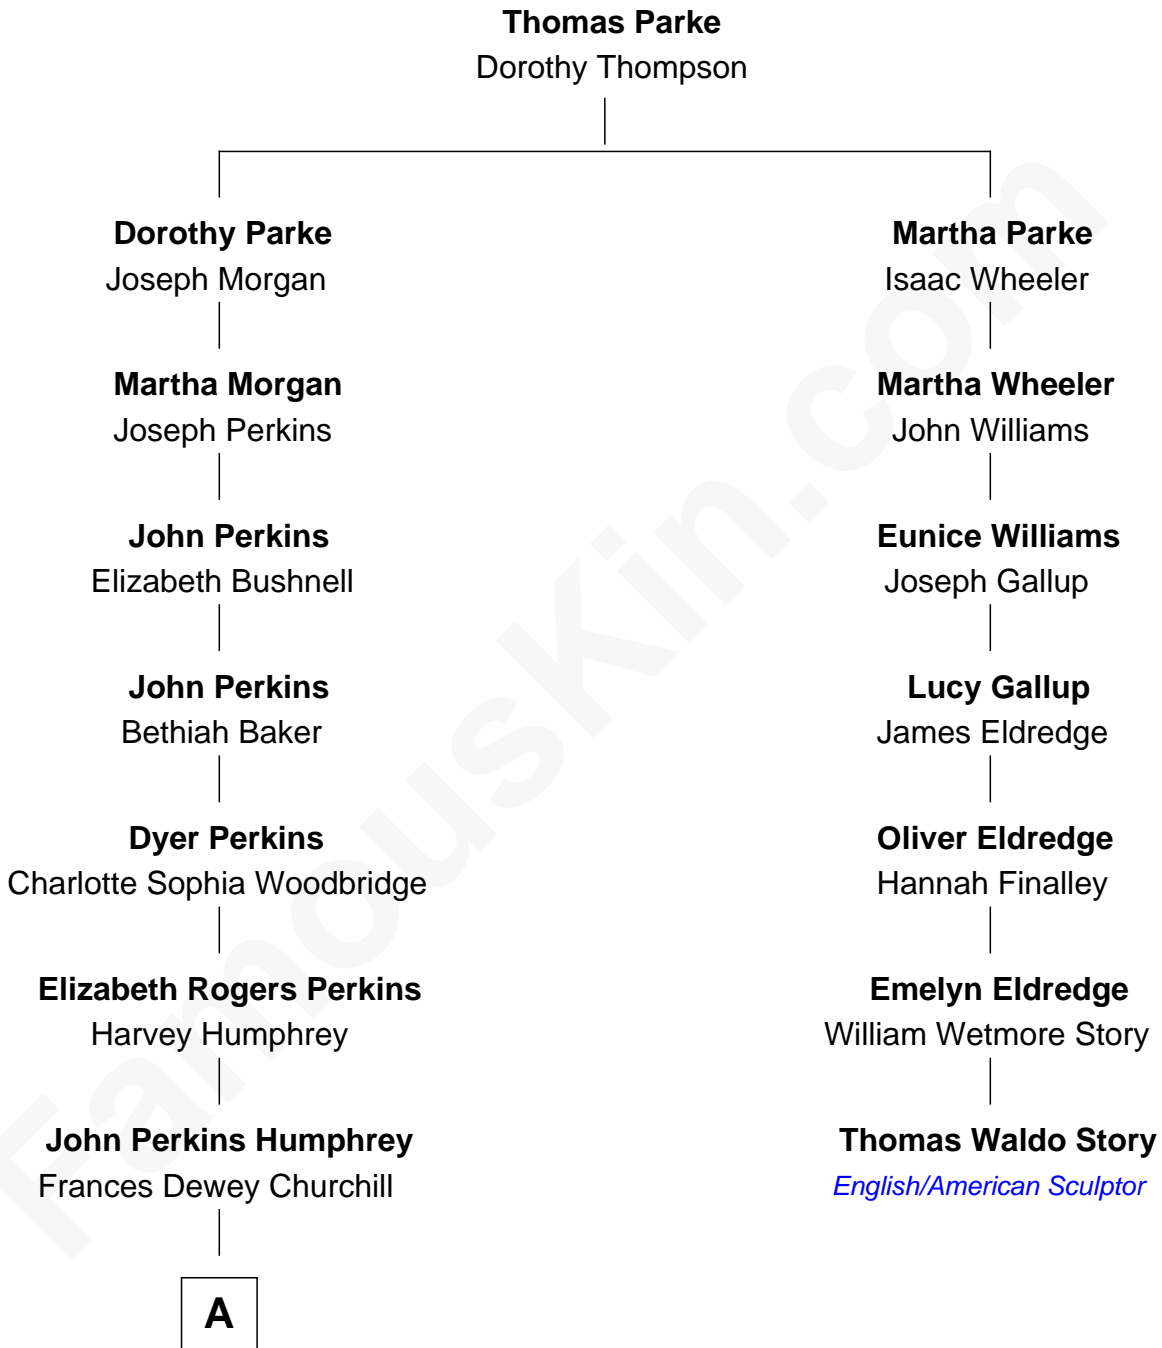 Thomas Parke
Dorothy Thompson
Dorothy Parke
Joseph Morgan
Martha Parke
Isaac Wheeler
Martha Morgan
Joseph Perkins
Martha Wheeler
John Williams
John Perkins
Elizabeth Bushnell
Eunice Williams
Joseph Gallup
John Perkins
Bethiah Baker
Lucy Gallup
James Eldredge
Dyer Perkins
Charlotte Sophia Woodbridge
Oliver Eldredge
Hannah Finalley
Elizabeth Rogers Perkins
Harvey Humphrey
Emelyn Eldredge
William Wetmore Story
John Perkins Humphrey
Frances Dewey Churchill
Thomas Waldo Story
English/American Sculptor
A
FamousKin.com